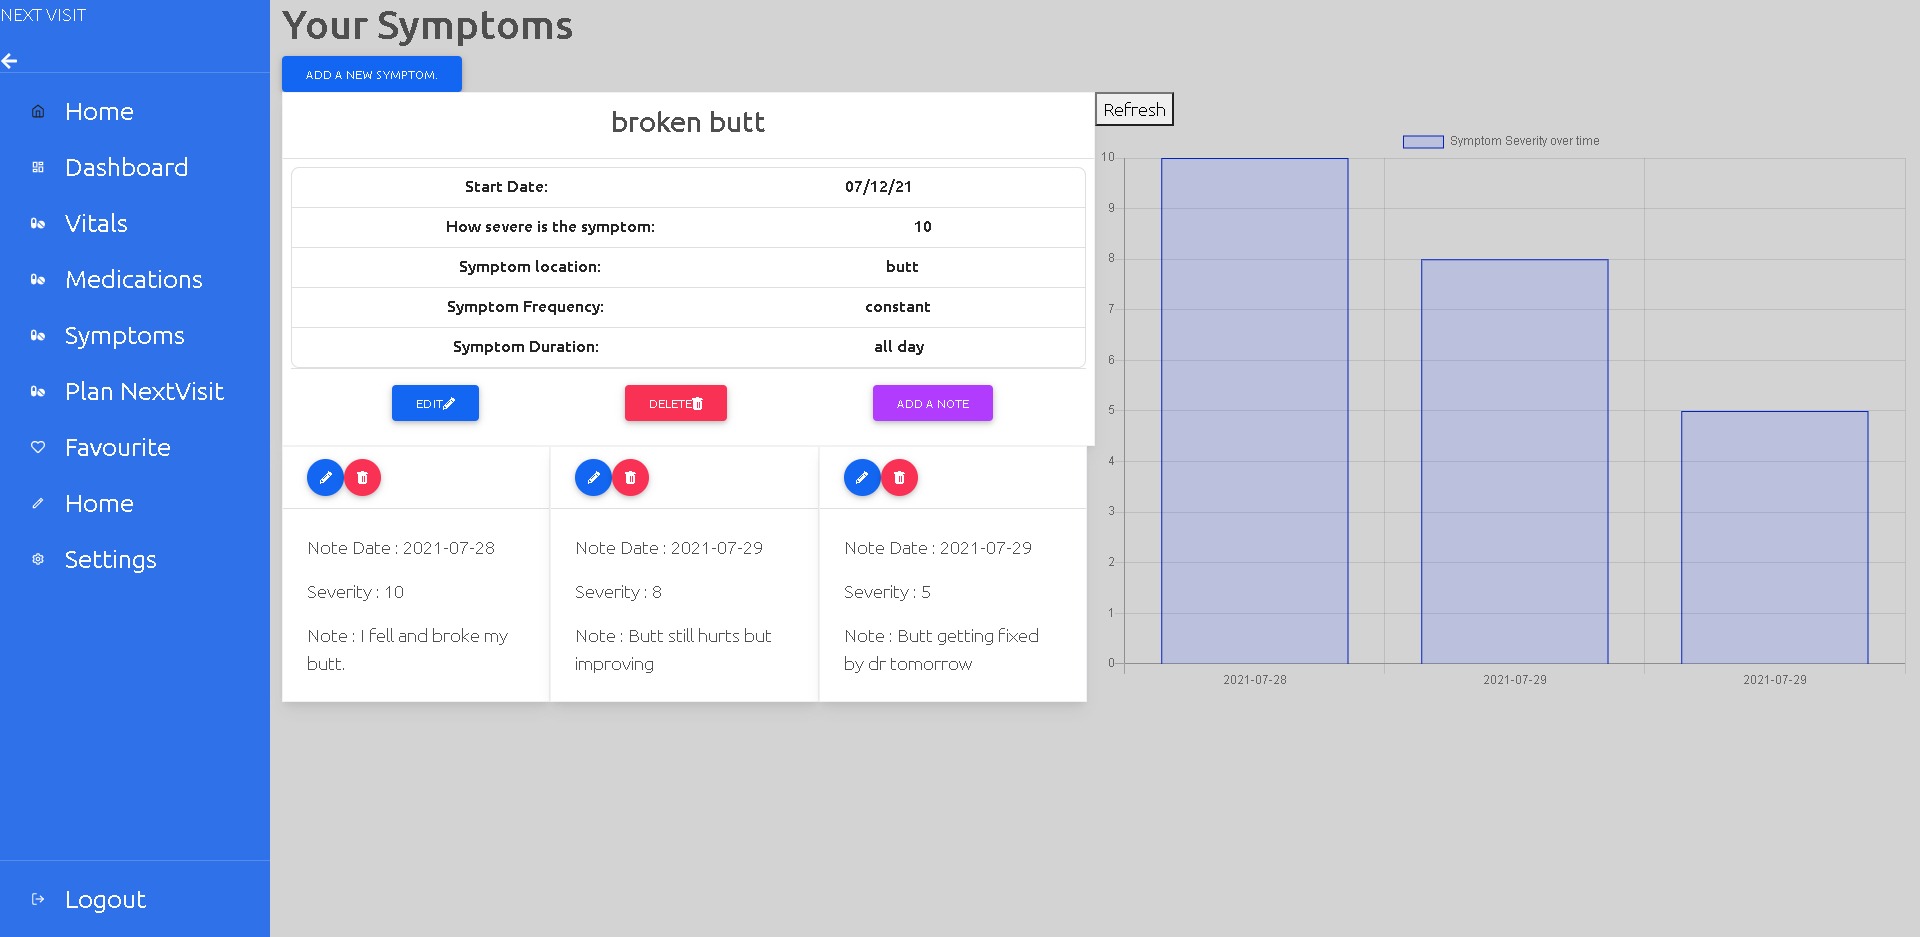 NEXT VISIT
Home
Dashboard
Vitals
Medications
Symptoms
Plan NextVisit
Favourite
Home
Settings
Logout
Your Symptoms
ADD A NEW SYMPTOM.
broken butt
Start Date: 07/12/21
How severe is the symptom: 10
Symptom location: butt
Symptom Frequency: constant
Symptom Duration: all day
EDIT DELETE ADD A NOTE
Note Date : 2021-07-28
Severity : 10
Note : I fell and broke my
butt.
Note Date : 2021-07-29
Severity : 8
Note : Butt still hurts but
improving
Note Date : 2021-07-29
Severity : 5
Note : Butt getting fixed
by dr tomorrow
Refresh
Symptom Severity over time
10
9
8
7
6
5
4
3
2
1
0
2021-07-28 2021-07-29 2021-07-29